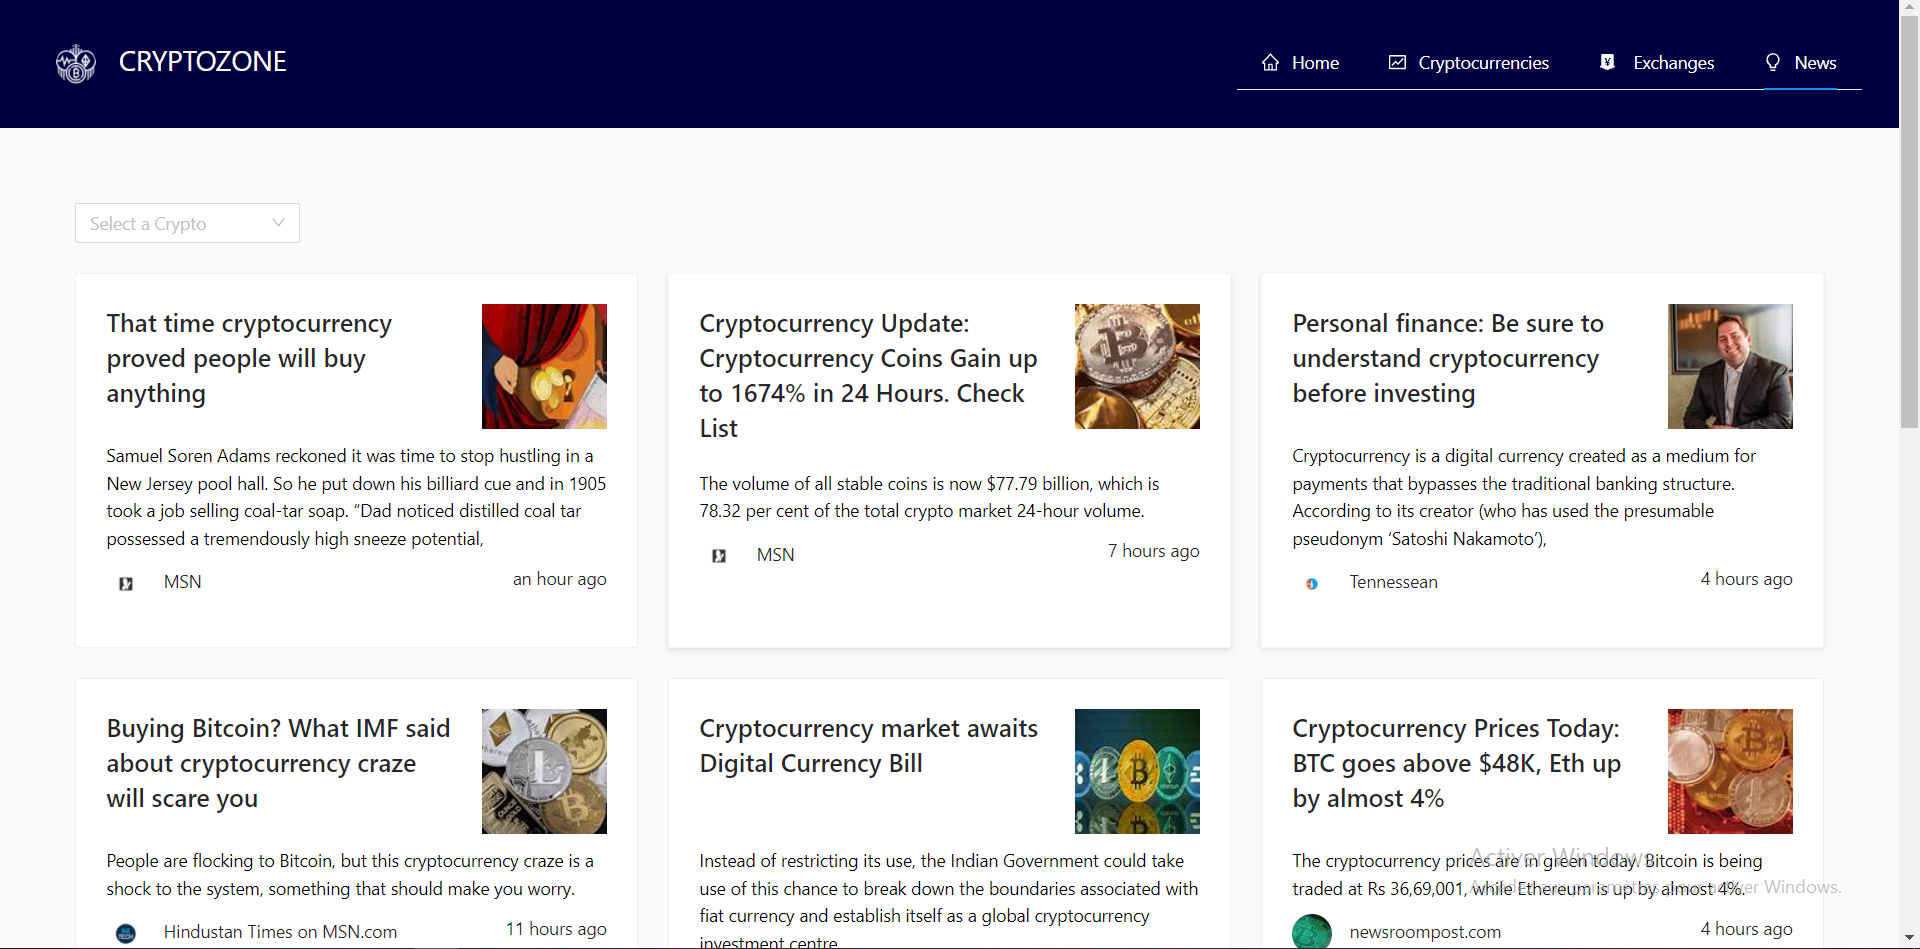 CRYPTOZONE
Home
Cryptocurrencies
Exchanges
News
Select a Crypto
That time cryptocurrency
proved people will buy
anything
Samuel Soren Adams reckoned it was time to stop hustling in a
New Jersey pool hall. So he put down his billiard cue and in 1905
took a job selling coal-tar soap. “Dad noticed distilled coal tar
possessed a tremendously high sneeze potential,
MSN
an hour ago
Cryptocurrency Update:
Cryptocurrency Coins Gain up
to 1674% in 24 Hours. Check
List
The volume of all stable coins is now $77.79 billion, which is
78.32 per cent of the total crypto market 24-hour volume.
MSN
7 hours ago
Personal finance: Be sure to
understand cryptocurrency
before investing
Cryptocurrency is a digital currency created as a medium for
payments that bypasses the traditional banking structure.
According to its creator (who has used the presumable
pseudonym ‘Satoshi Nakamoto’),
Tennessean
4 hours ago
Buying Bitcoin? What IMF said
about cryptocurrency craze
will scare you
People are flocking to Bitcoin, but this cryptocurrency craze is a
shock to the system, something that should make you worry.
Hindustan Times on MSN.com
11 hours ago
Cryptocurrency market awaits
Digital Currency Bill
Instead of restricting its use, the Indian Government could take
use of this chance to break down the boundaries associated with
fiat currency and establish itself as a global cryptocurrency
investment centre
Cryptocurrency Prices Today:
BTC goes above $48K, Eth up
by almost 4%
The cryptocurrency prices are in green today. Bitcoin is being
traded at Rs 36,69,001, while Ethereum is up by almost 4%.
newsroompost.com
4 hours ago
Activer Windows
Accédez aux paramètres pour activer Windows.